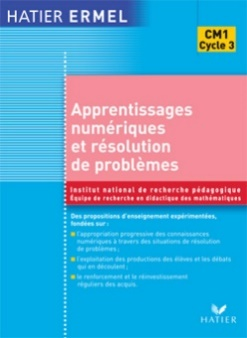 HATIER ERMEL
CM1
Cycle 3
Apprentissages
numériques
et résolution
de problèmes
Institut national de recherche pédagogique
Équipe de recherche en didactique des mathématiques
Des propositions d'enseignement expérimentées,
fondées sur :
l'appropriation progressive des connaissances
numériques à travers des situations de résolution
de problèmes ;
l'exploitation des productions des élèves et les débats
qui en découlent ;
le renforcement et le réinvestissement
réguliers des acquis.
HATIER